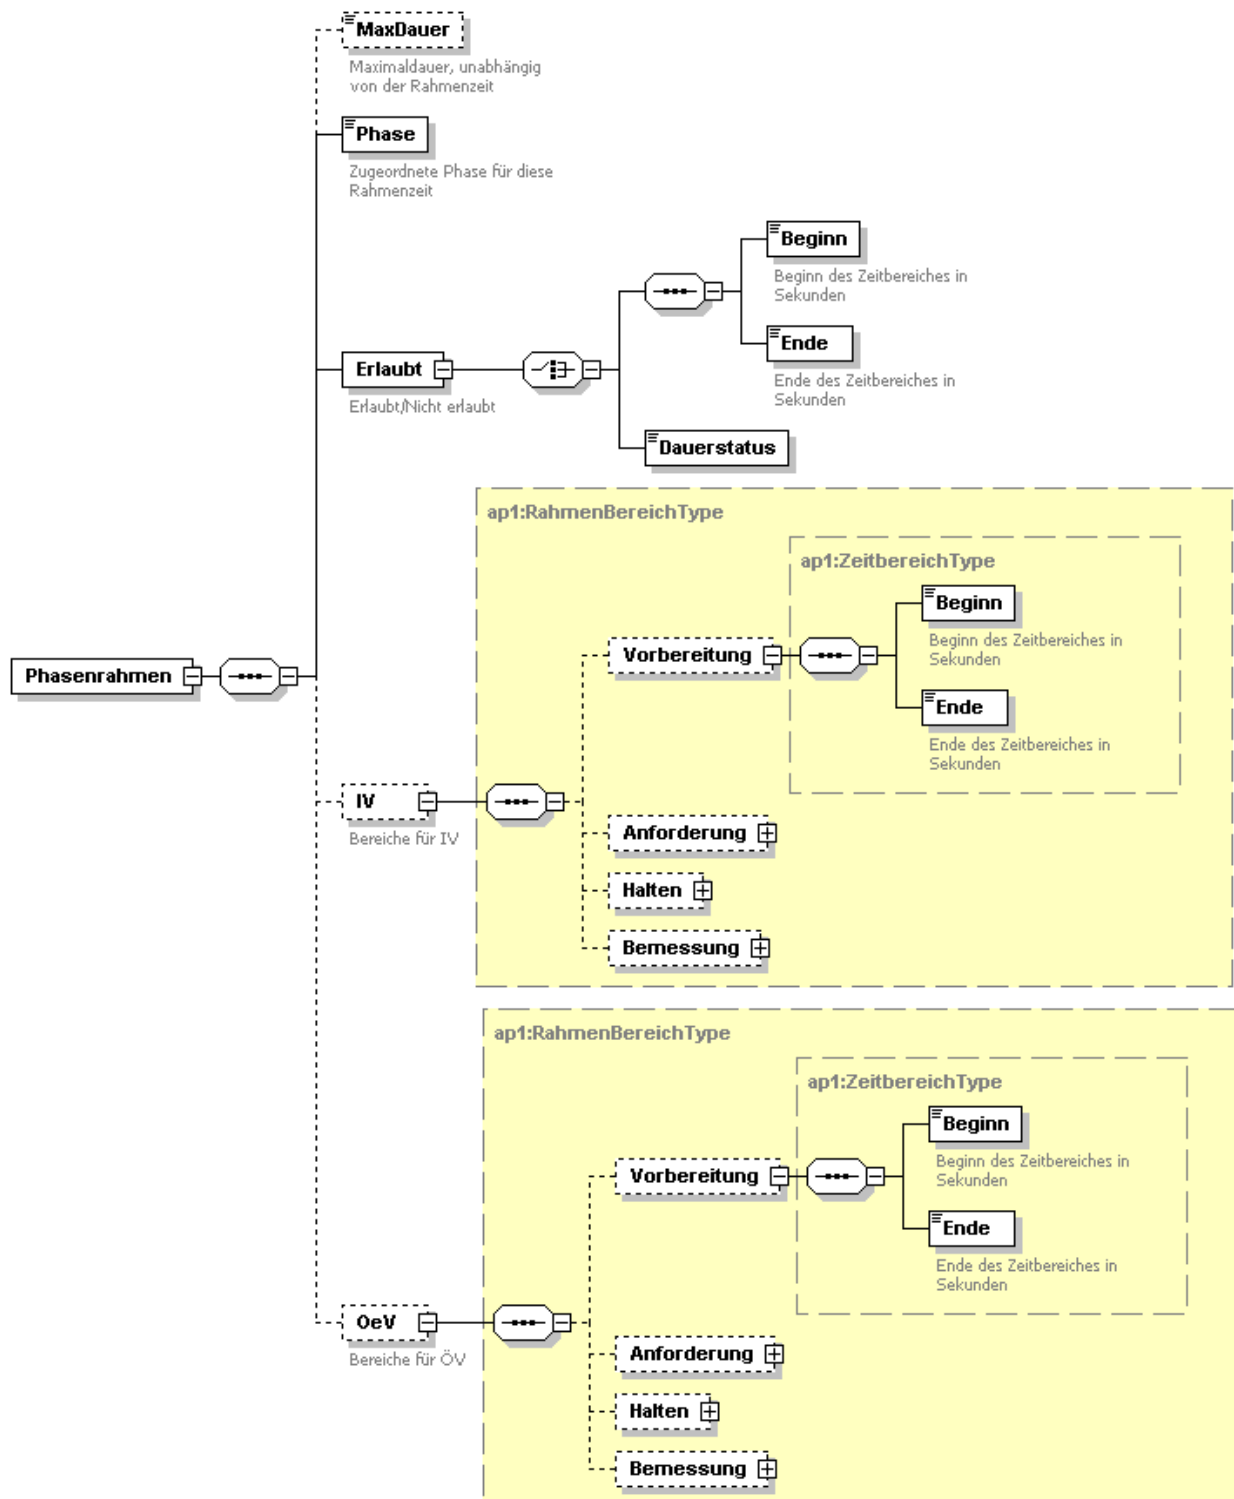 MaxDauer
Maximaldauer, unabhängig
von der Rahmenzeit
Phase
Zugeordnete Phase für diese
Rahmenzeit
Beginn
Beginn des Zeitbereiches in
Sekunden
Ende
Ende des Zeitbereiches in
Sekunden
Erlaubt
Erlaubt/Nicht erlaubt
Dauerstatus
ap1:RahmenBereichType
ap1:ZeitbereichType
Beginn
Beginn des Zeitbereiches in
Sekunden
Vorbereitung
Phasenrahmen
Ende
Ende des Zeitbereiches in
Sekunden
IV
Bereiche für IV
Anforderung
Halten
Bemessung
ap1:RahmenBereichType
ap1:ZeitbereichType
Beginn
Beginn des Zeitbereiches in
Sekunden
Vorbereitung
Ende
Ende des Zeitbereiches in
Sekunden
OeV
Bereiche für ÖV
Anforderung
Halten
Bemessung